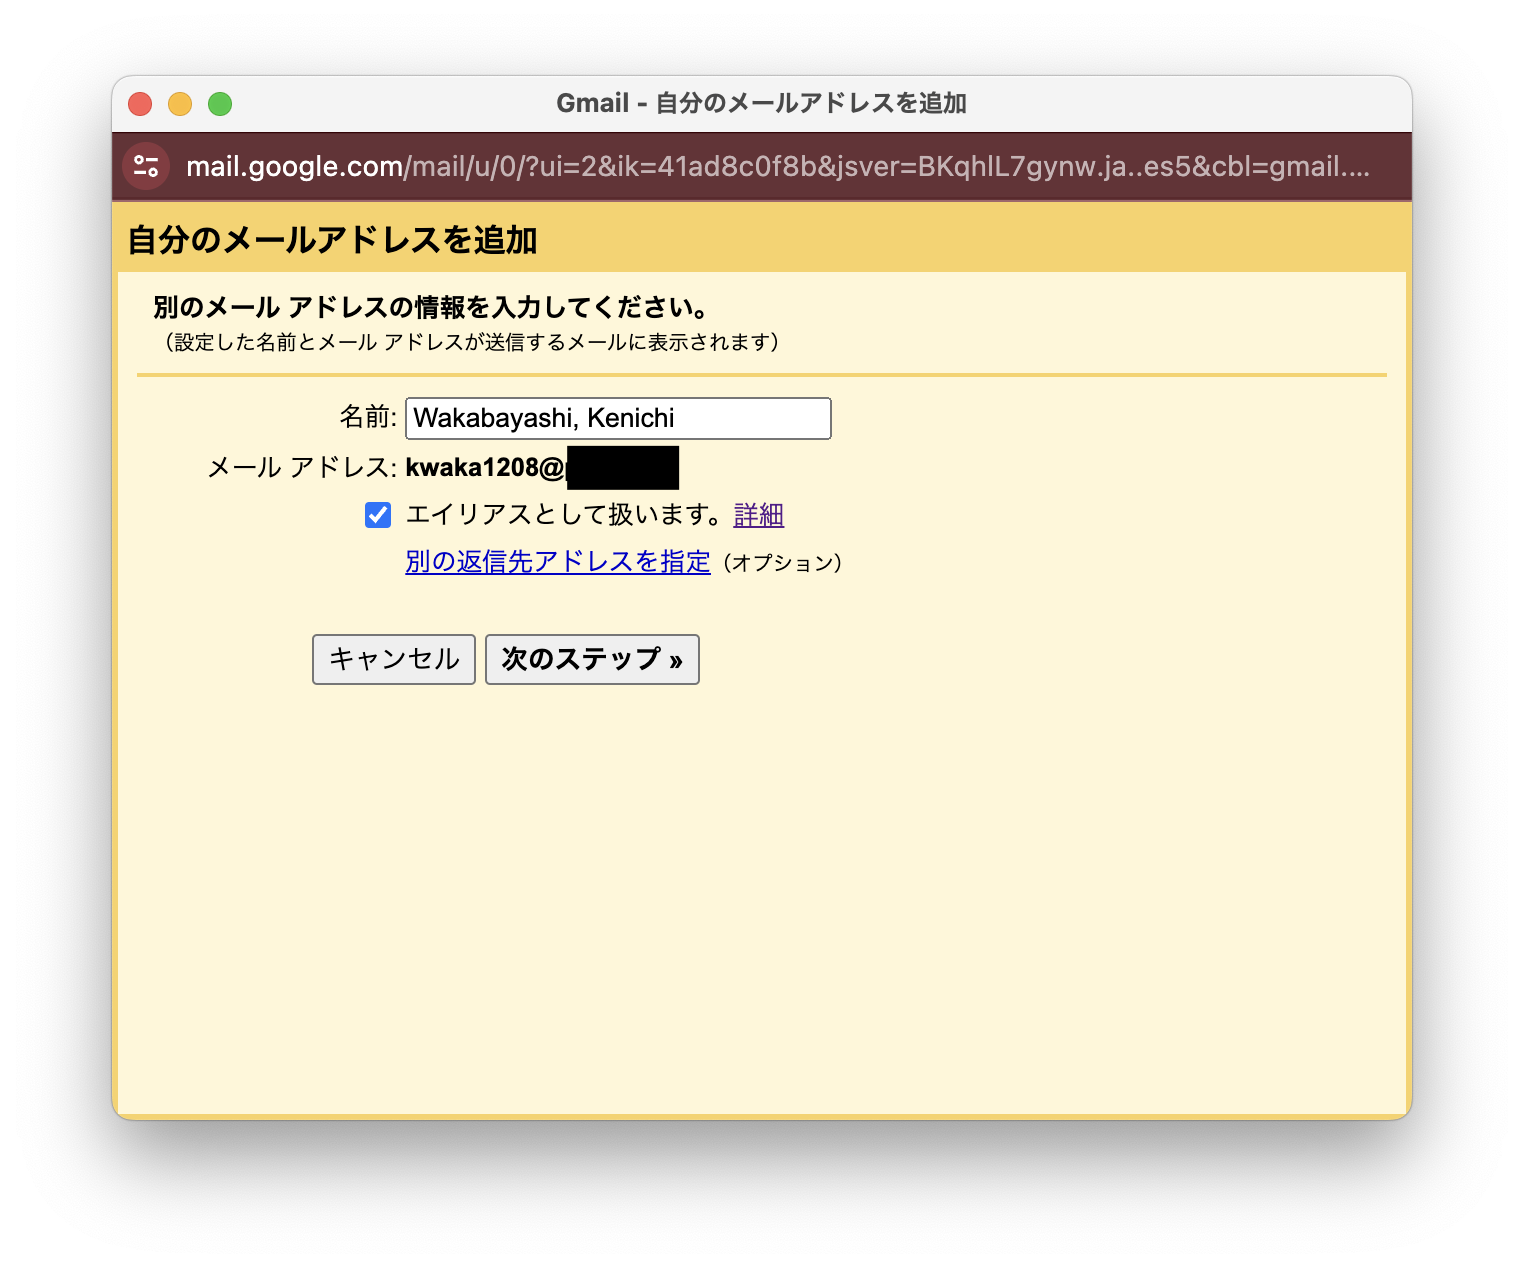 Gmail - 自分のメールアドレスを追加
mail.google.com/mail/u/0/?ui=2&ik=41ad8c0f8b&jsver=BKqhlL7gynw.ja..es5&cbl=gmail....
自分のメールアドレスを追加
別のメール アドレスの情報を入力してください。
（設定した名前とメール アドレスが送信するメールに表示されます）
名前: Wakabayashi, Kenichi
メール アドレス: kwaka1208@
エイリアスとして扱います。詳細
別の返信先アドレスを指定（オプション）
キャンセル 次のステップ »